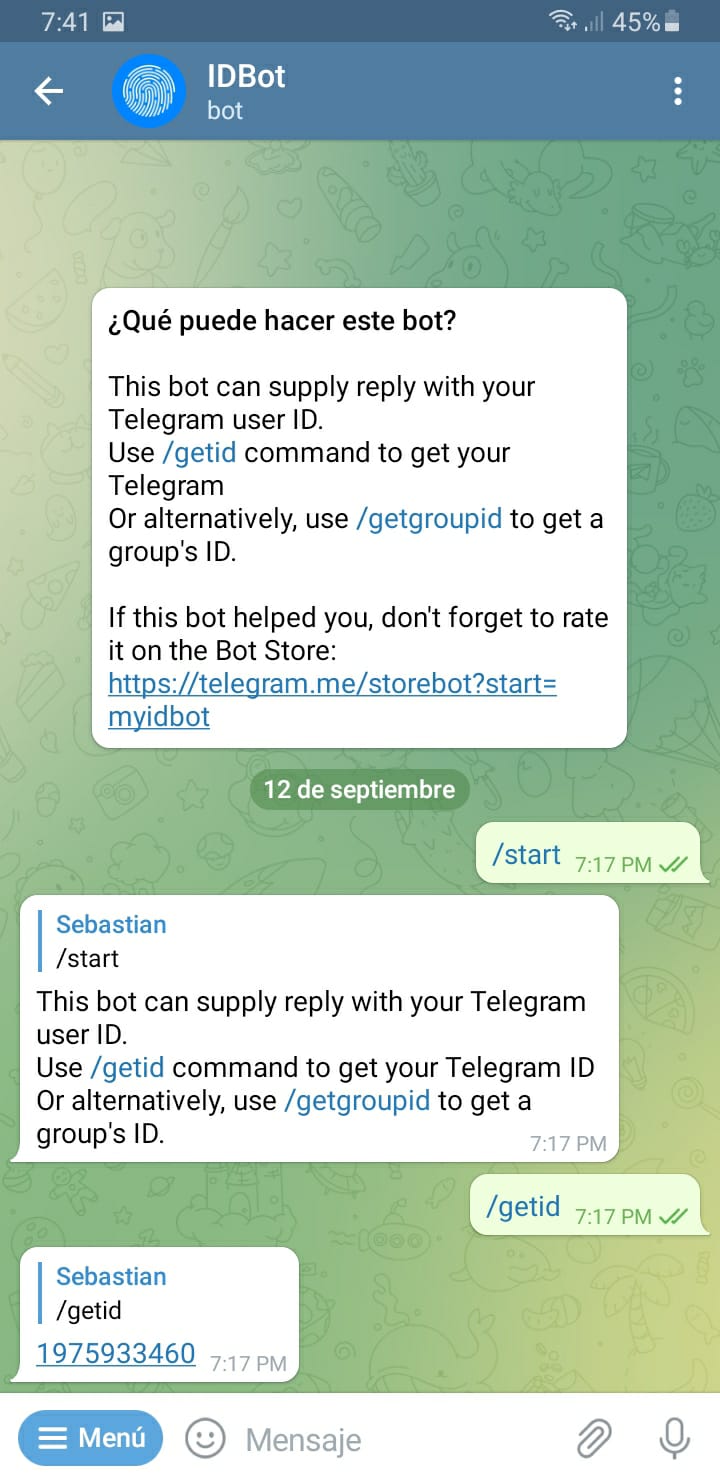 7:41
45%
IDBot
bot
¿Qué puede hacer este bot?
This bot can supply reply with your
Telegram user ID.
Use /getid command to get your
Telegram
Or alternatively, use /getgroupid to get a
group's ID.
If this bot helped you, don't forget to rate
it on the Bot Store:
https://telegram.me/storebot?start=
myidbot
12 de septiembre
/start 7:17 PM
Sebastian
/start
This bot can supply reply with your Telegram
user ID.
Use /getid command to get your Telegram ID
Or alternatively, use /getgroupid to get a
group's ID.
7:17 PM
/getid 7:17 PM
Sebastian
/getid
1975933460 7:17 PM
Menú
Mensaje